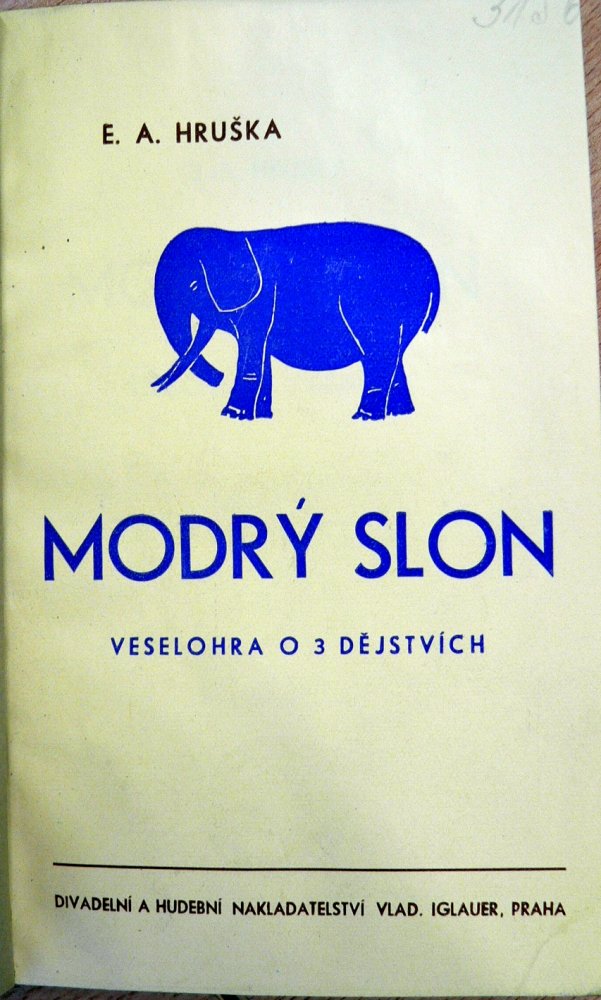 E. A. HRUŠKA
MODRÝ SLON
VESELOHRA O 3 DĚJSTVÍCH
DIVADELNÍ A HUDEBNÍ NAKLADATELSTVÍ VLAD. IGLAUER, PRAHA